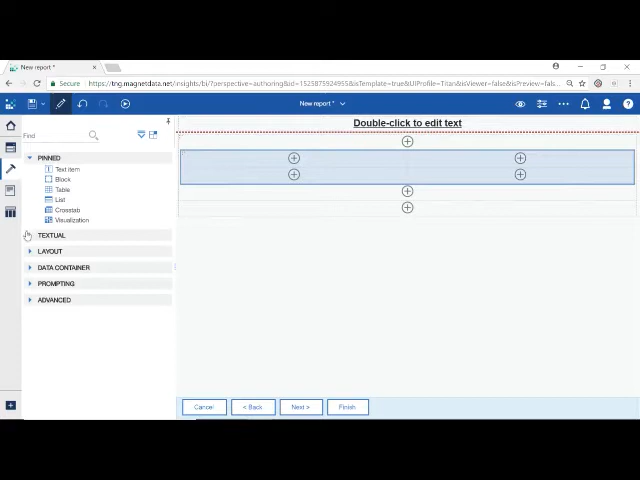 New report *
Secure
https://tng.magnetdata.net/insights/bi/?perspective=authoring&id=1525875924955&isTemplate=true&UIProfile=Titan&isViewer=false&isPreview=false
New report *
Find
Double-click to edit text
PINNED
Text item
Block
Table
List
Crosstab
Visualization
TEXTUAL
LAYOUT
DATA CONTAINER
PROMPTING
ADVANCED
Cancel
< Back
Next >
Finish